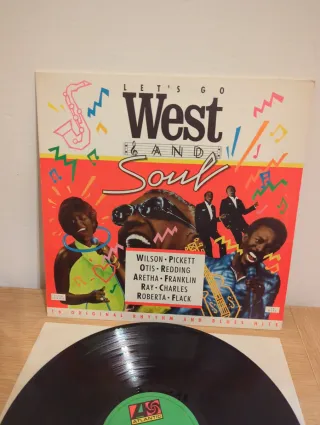 LET'S GO
West
AND
Soul
WILSON • PICKETT
OTIS • REDDING
ARETHA • FRANKLIN
RAY • CHARLES
ROBERTA • FLACK
14 ORIGINAL RHYTHM AND BLUES HITS
ATLANTIC